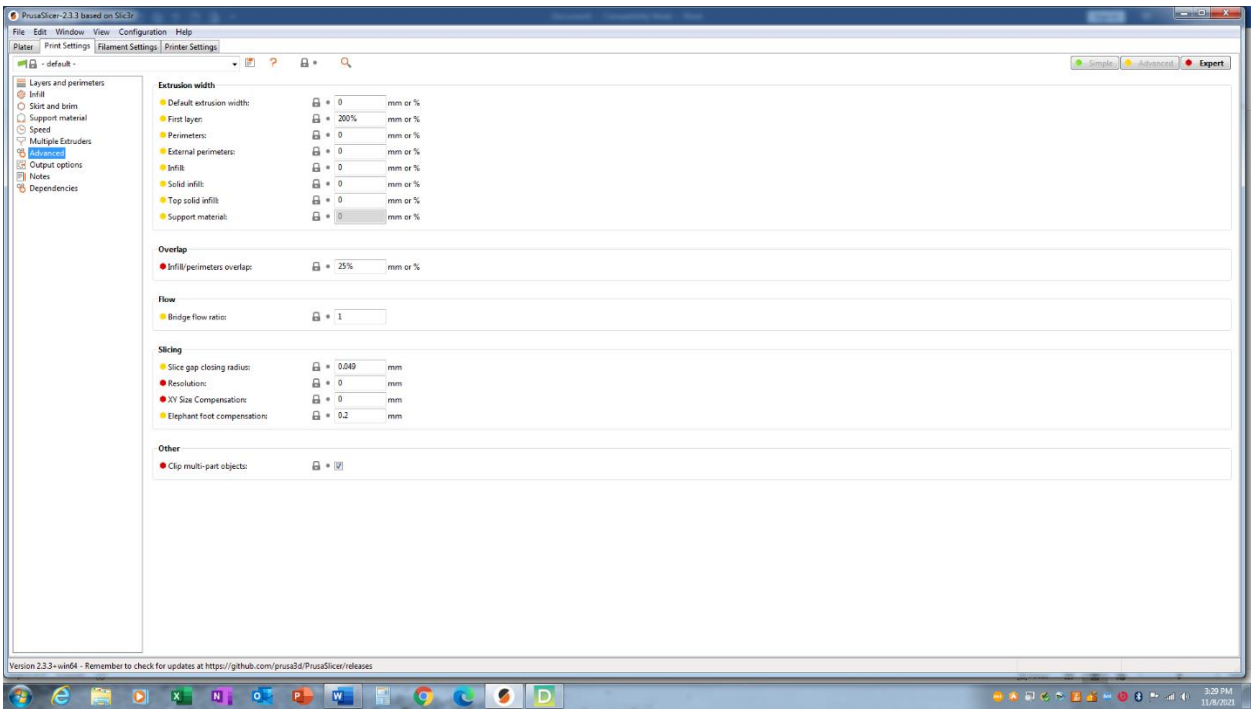 PrusaSlicer-2.3.3 based on Slic3r
File Edit Window View Configuration Help
Plater Print Settings Filament Settings Printer Settings
- default - ? Simple Advanced Expert
Layers and perimeters
Infill
Skirt and brim
Support material
Speed
Multiple Extruders
Advanced
Output options
Notes
Dependencies
Extrusion width
Default extrusion width: 0 mm or %
First layer: 200% mm or %
Perimeters: 0 mm or %
External perimeters: 0 mm or %
Infill: 0 mm or %
Solid infill: 0 mm or %
Top solid infill: 0 mm or %
Support material: 0 mm or %
Overlap
Infill/perimeters overlap: 25% mm or %
Flow
Bridge flow ratio: 1
Slicing
Slice gap closing radius: 0.049 mm
Resolution: 0 mm
XY Size Compensation: 0 mm
Elephant foot compensation: 0.2 mm
Other
Clip multi-part objects:
Version 2.3.3+win64 - Remember to check for updates at https://github.com/prusa3d/PrusaSlicer/releases
3:29 PM
11/8/2021